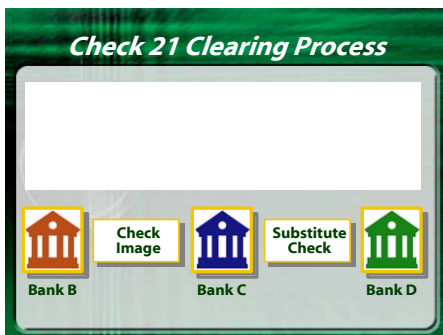 Check 21 Clearing Process
Check
Image
Substitute
Check
Bank B
Bank C
Bank D